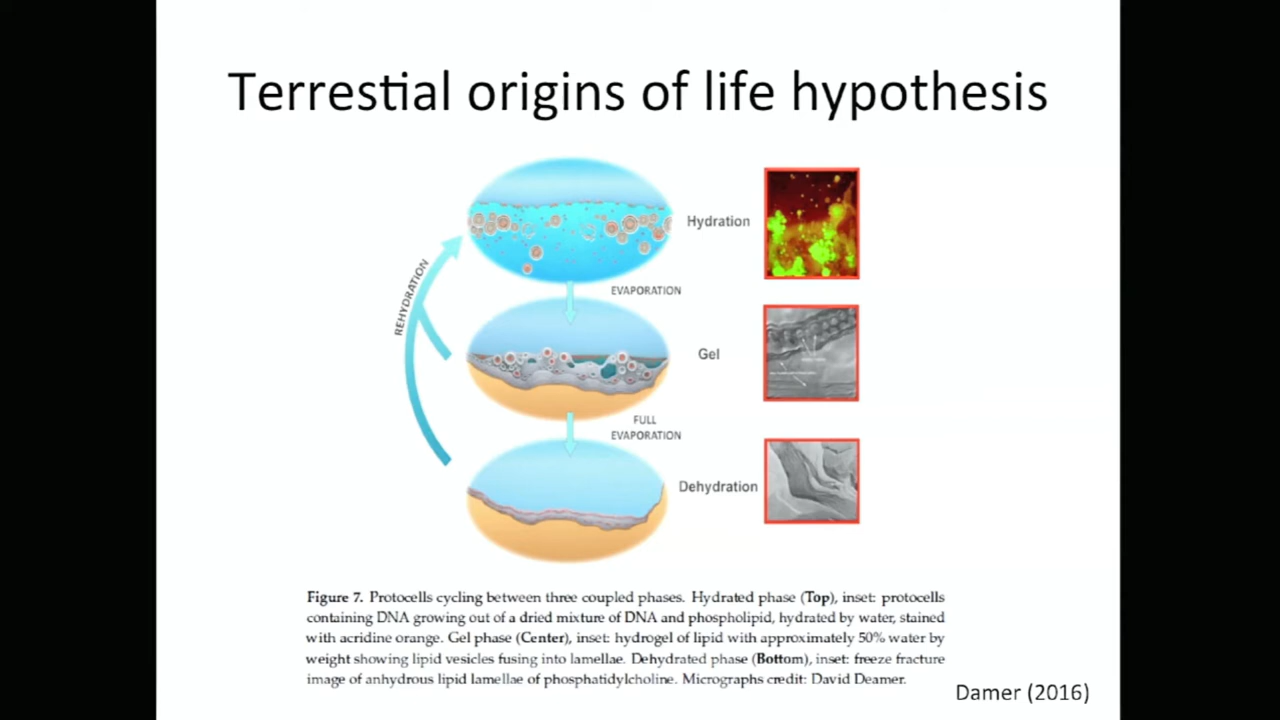 Terrestial origins of life hypothesis
Hydration
EVAPORATION
REHYDRATION
Gel
FULL
EVAPORATION
Dehydration
Figure 7. Protocells cycling between three coupled phases. Hydrated phase (Top), inset: protocells
containing DNA growing out of a dried mixture of DNA and phospholipid, hydrated by water, stained
with acridine orange. Gel phase (Center), inset: hydrogel of lipid with approximately 50% water by
weight showing lipid vesicles fusing into lamellae. Dehydrated phase (Bottom), inset: freeze fracture
image of anhydrous lipid lamellae of phosphatidylcholine. Micrographs credit: David Deamer.
Damer (2016)